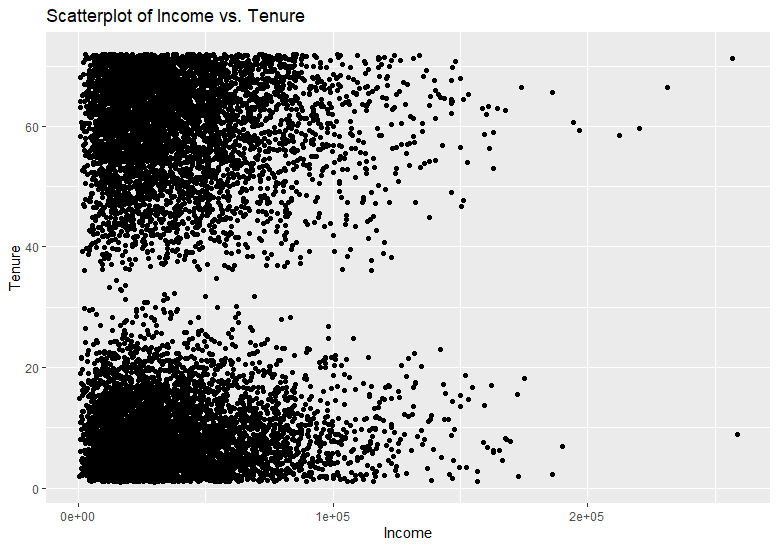 Scatterplot of Income vs. Tenure
60
40
20
0
Tenure
0e+00 1e+05 2e+05
Income